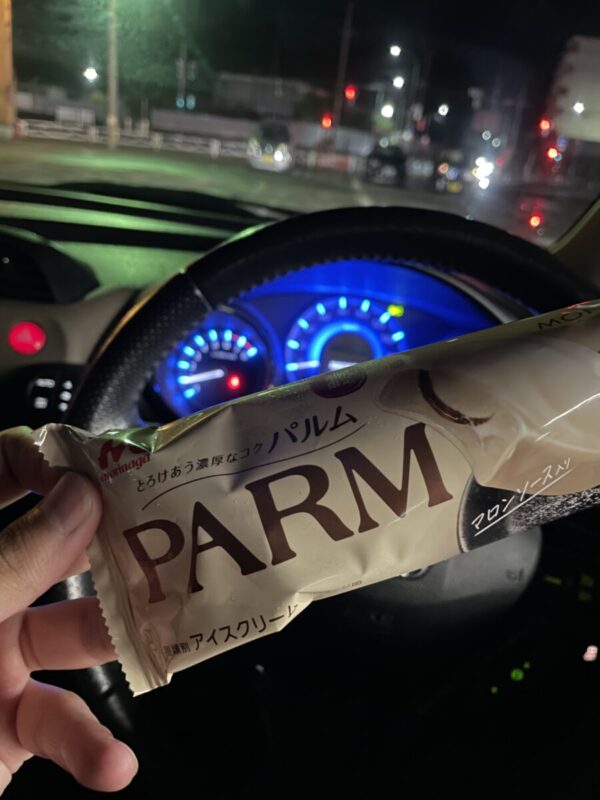 morinaga
とろけあう濃厚なコク
パルム
PARM
アイスクリー
マロンソース入り
MON